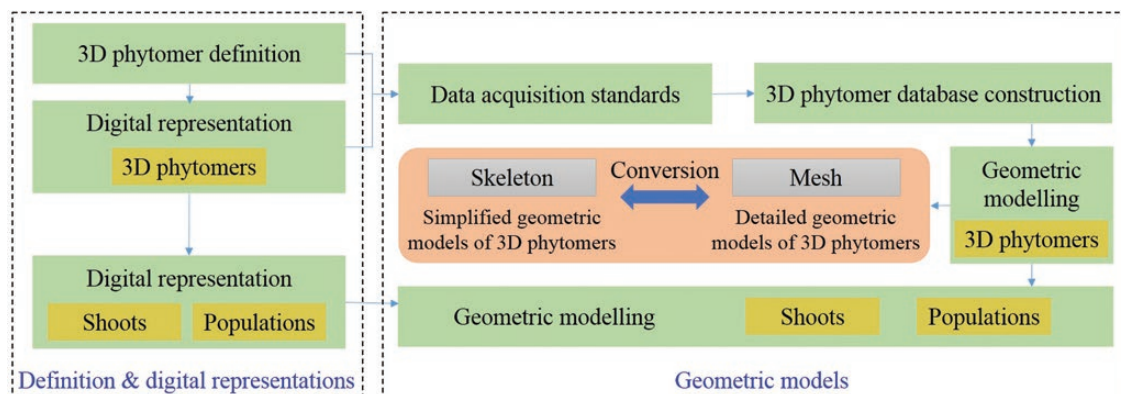 3D phytomer definition
Digital representation
3D phytomers
Digital representation
Shoots
Populations
Definition & digital representations
Data acquisition standards
3D phytomer database construction
Skeleton
Conversion
Mesh
Simplified geometric
models of 3D phytomers
Detailed geometric
models of 3D phytomers
Geometric
modelling
3D phytomers
Geometric modelling
Shoots
Populations
Geometric models